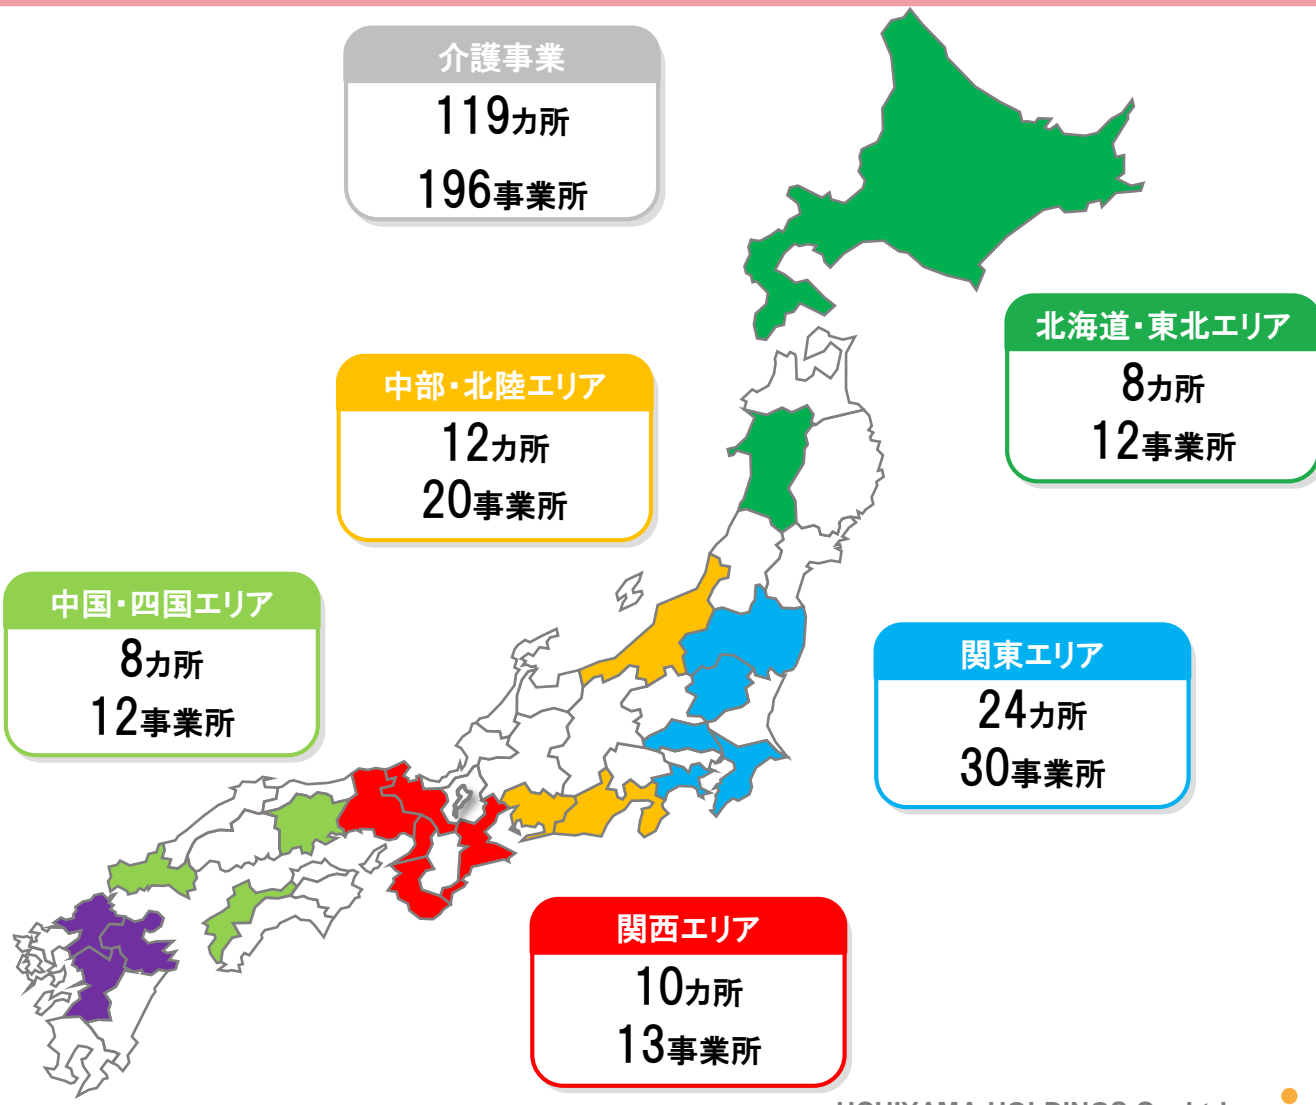 介護事業
119カ所
196事業所
北海道・東北エリア
8カ所
12事業所
中部・北陸エリア
12カ所
20事業所
中国・四国エリア
8カ所
12事業所
関東エリア
24カ所
30事業所
関西エリア
10カ所
13事業所